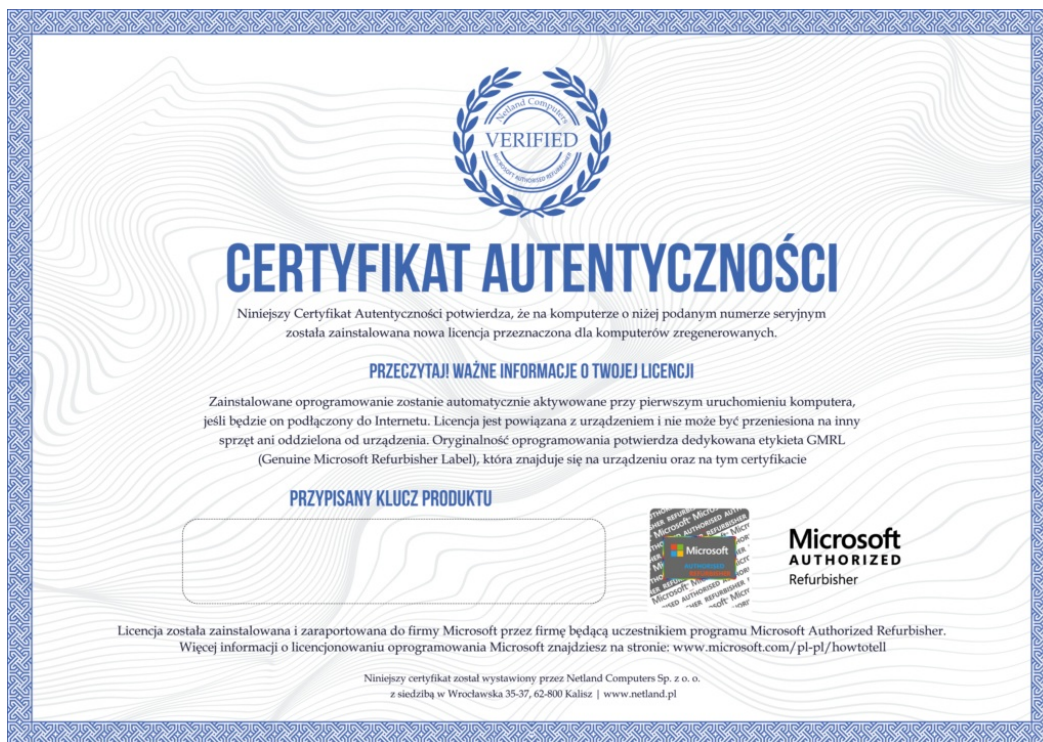 Netland Computers
VERIFIED
MICROSOFT AUTHORISED REFURBISHER
CERTYFIKAT AUTENTYCZNOŚCI
Niniejszy Certyfikat Autentyczności potwierdza, że na komputerze o niżej podanym numerze seryjnym
została zainstalowana nowa licencja przeznaczona dla komputerów zregenerowanych.
PRZECZYTAJ! WAŻNE INFORMACJE O TWOJEJ LICENCJI
Zainstalowane oprogramowanie zostanie automatycznie aktywowane przy pierwszym uruchomieniu komputera,
jeśli będzie on podłączony do Internetu. Licencja jest powiązana z urządzeniem i nie może być przeniesiona na inny
sprzęt ani oddzielona od urządzenia. Oryginalność oprogramowania potwierdza dedykowana etykieta GMRL
(Genuine Microsoft Refurbisher Label), która znajduje się na urządzeniu oraz na tym certyfikacie
PRZYPISANY KLUCZ PRODUKTU
Microsoft
AUTHORISED
REFURBISHER
Microsoft
AUTHORIZED
Refurbisher
Licencja została zainstalowana i zaraportowana do firmy Microsoft przez firmę będącą uczestnikiem programu Microsoft Authorized Refurbisher.
Więcej informacji o licencjonowaniu oprogramowania Microsoft znajdziesz na stronie: www.microsoft.com/pl-pl/howtotell
Niniejszy certyfikat został wystawiony przez Netland Computers Sp. z o. o.
z siedzibą w Wrocławska 35-37, 62-800 Kalisz | www.netland.pl